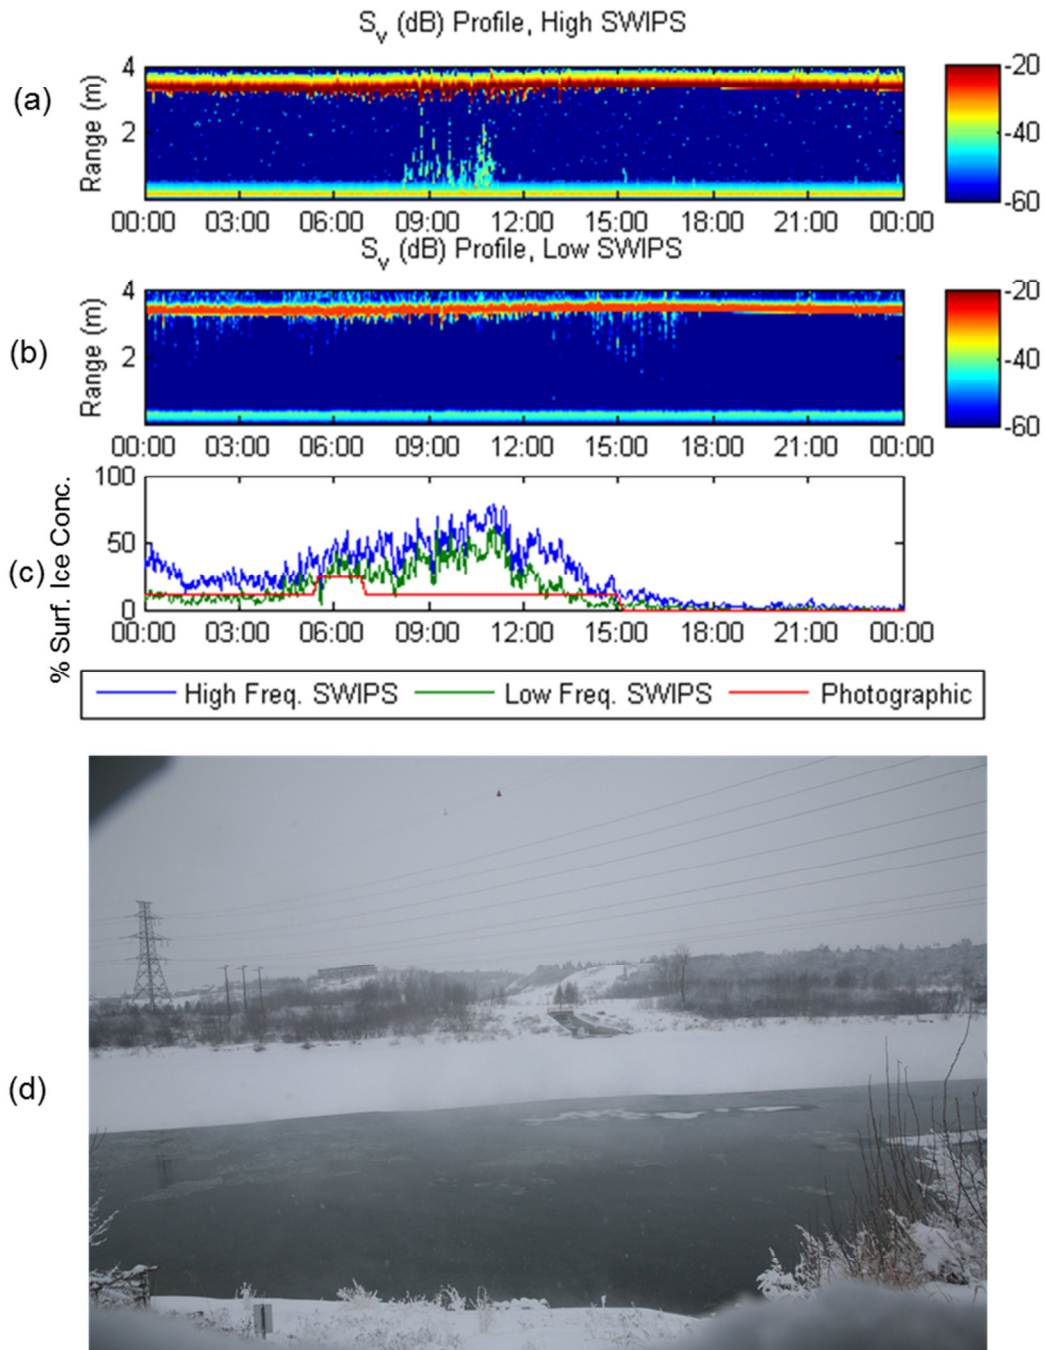 S_v (dB) Profile, High SWIPS
(a)
Range (m)
4
2
-20
-40
-60
00:00 03:00 06:00 09:00 12:00 15:00 18:00 21:00 00:00
S_v (dB) Profile, Low SWIPS
(b)
Range (m)
4
2
-20
-40
-60
00:00 03:00 06:00 09:00 12:00 15:00 18:00 21:00 00:00
(c)
% Surf. Ice Conc.
100
50
0
00:00 03:00 06:00 09:00 12:00 15:00 18:00 21:00 00:00
High Freq. SWIPS Low Freq. SWIPS Photographic
(d)